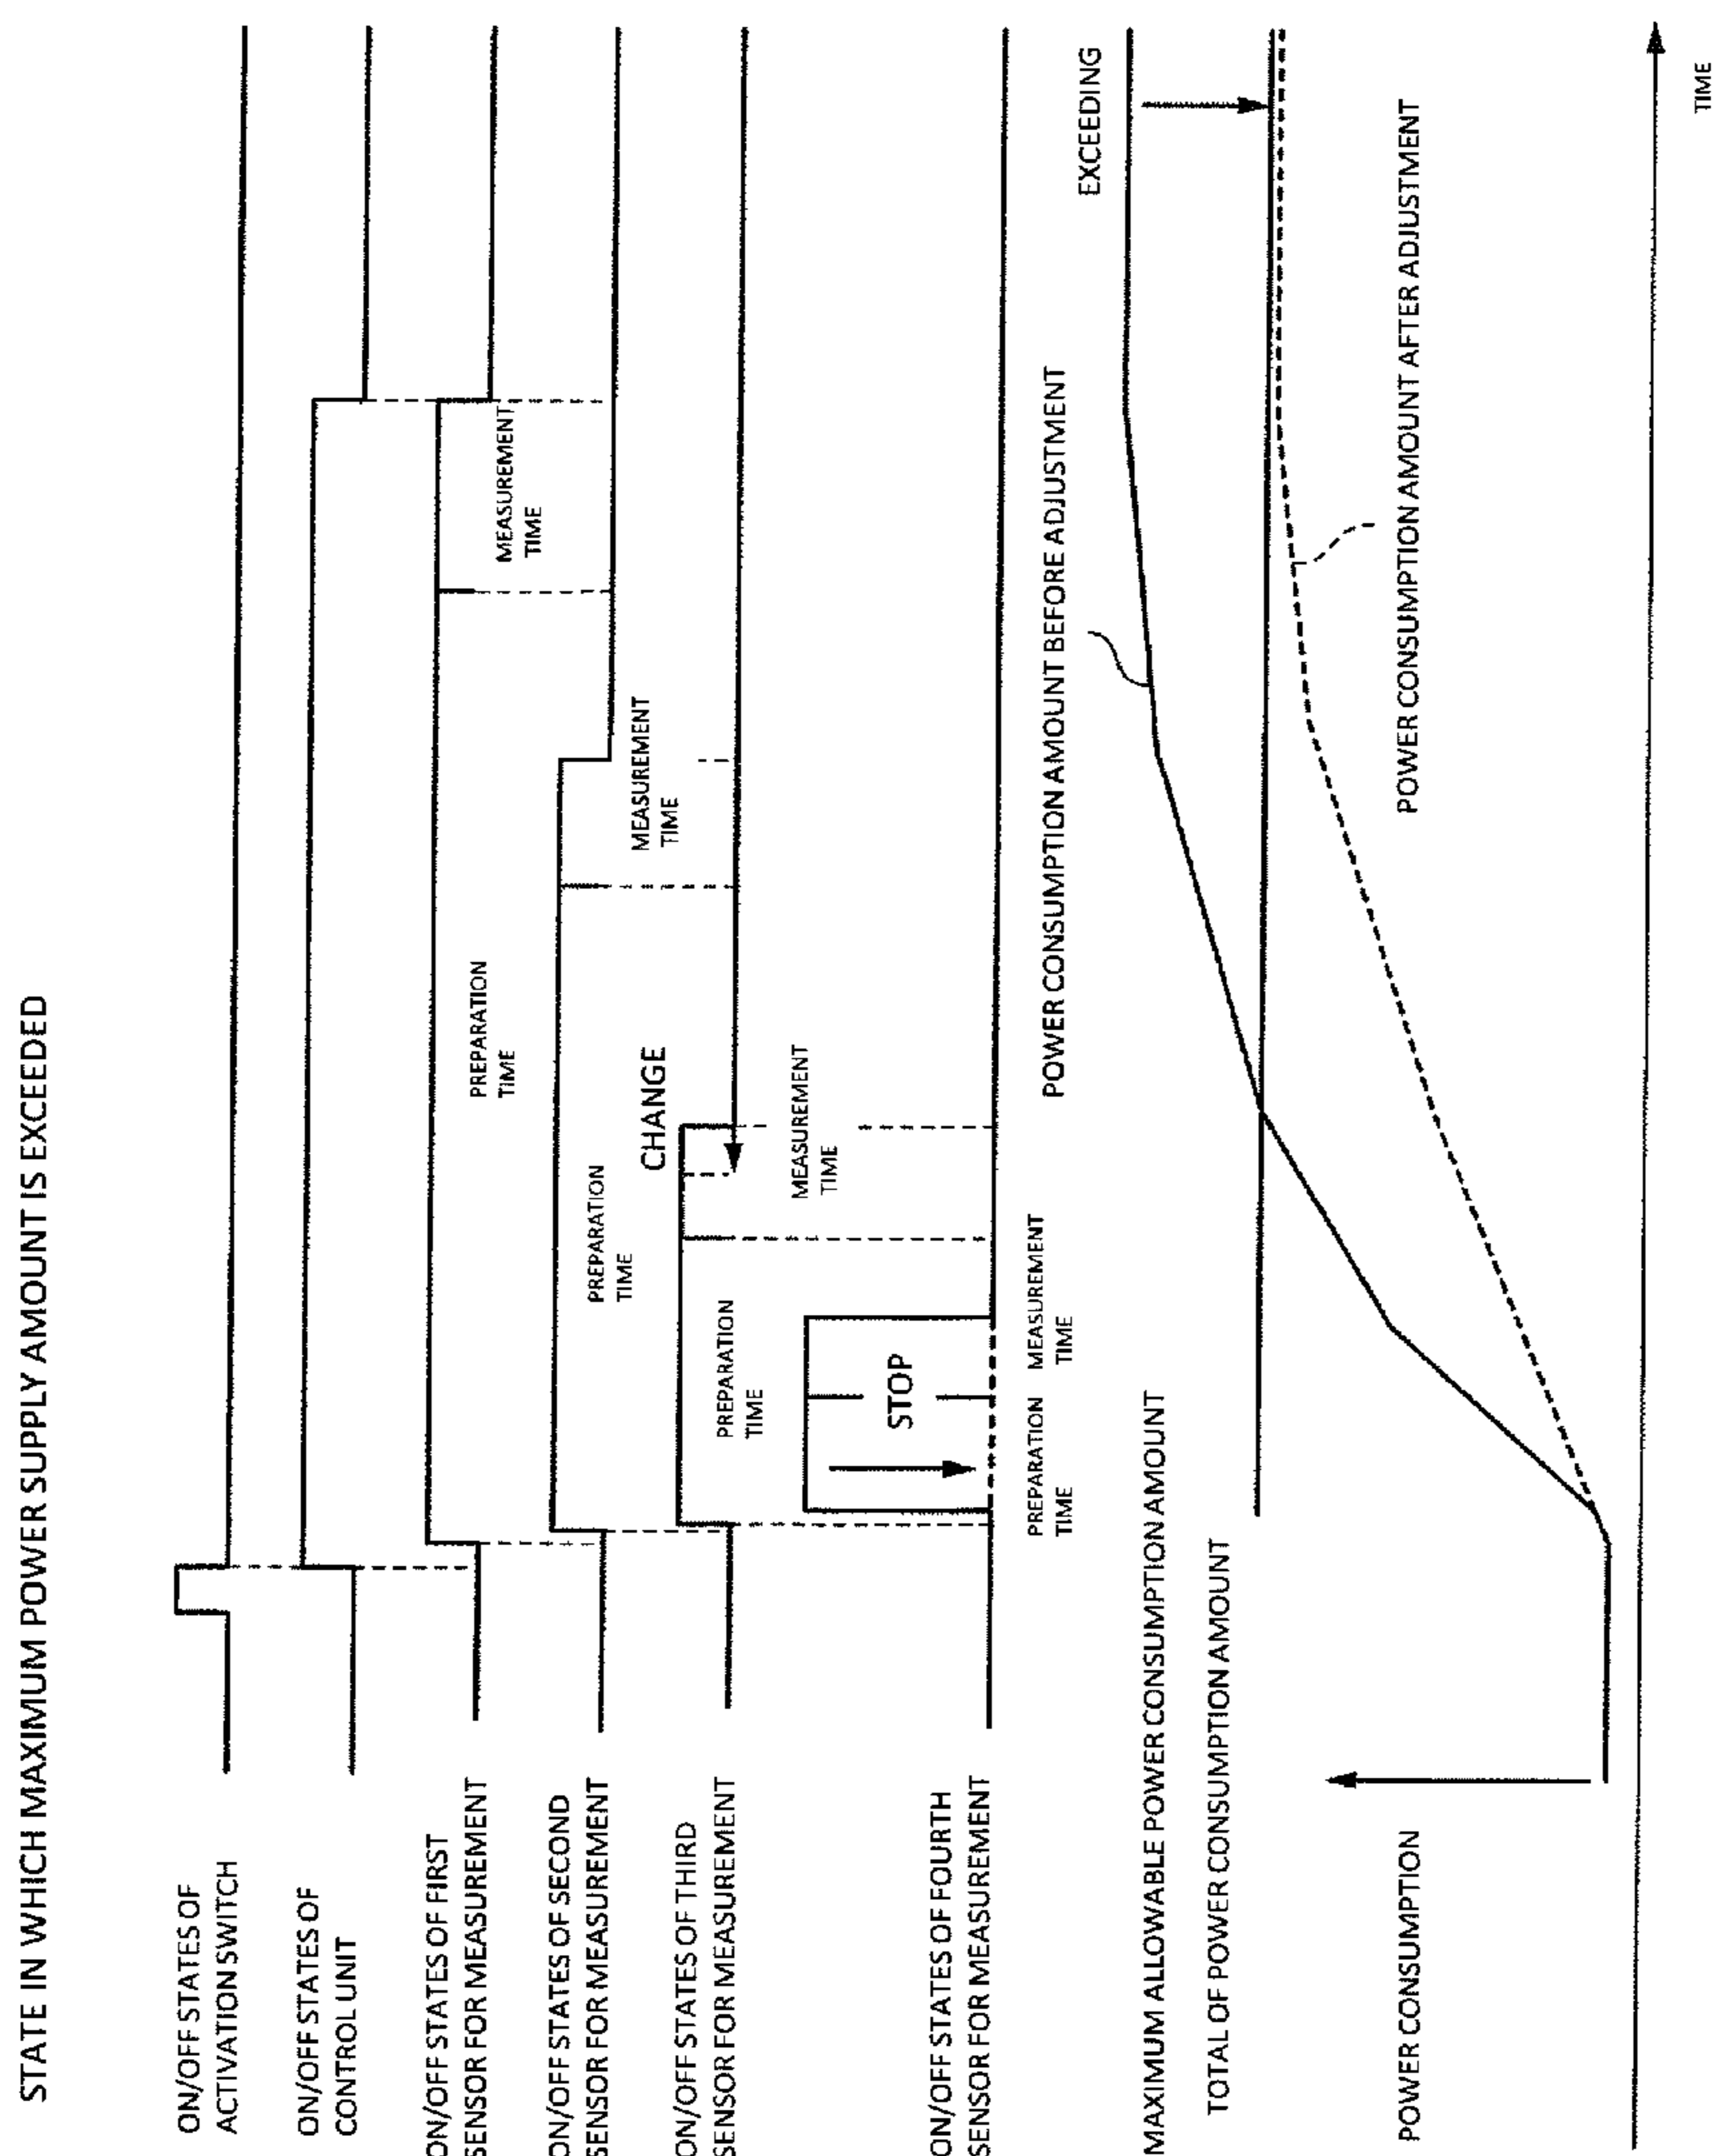 STATE IN WHICH MAXIMUM POWER SUPPLY AMOUNT IS EXCEEDED
ON/OFF STATES OF
ACTIVATION SWITCH
ON/OFF STATES OF
CONTROL UNIT
ON/OFF STATES OF FIRST
SENSOR FOR MEASUREMENT
PREPARATION
TIME
MEASUREMENT
TIME
ON/OFF STATES OF SECOND
SENSOR FOR MEASUREMENT
PREPARATION
TIME
MEASUREMENT
TIME
ON/OFF STATES OF THIRD
SENSOR FOR MEASUREMENT
PREPARATION
TIME
CHANGE
MEASUREMENT
TIME
ON/OFF STATES OF FOURTH
SENSOR FOR MEASUREMENT
STOP
PREPARATION
TIME
MEASUREMENT
TIME
POWER CONSUMPTION AMOUNT BEFORE ADJUSTMENT
EXCEEDING
MAXIMUM ALLOWABLE POWER CONSUMPTION AMOUNT
TOTAL OF POWER CONSUMPTION AMOUNT
POWER CONSUMPTION
POWER CONSUMPTION AMOUNT AFTER ADJUSTMENT
TIME